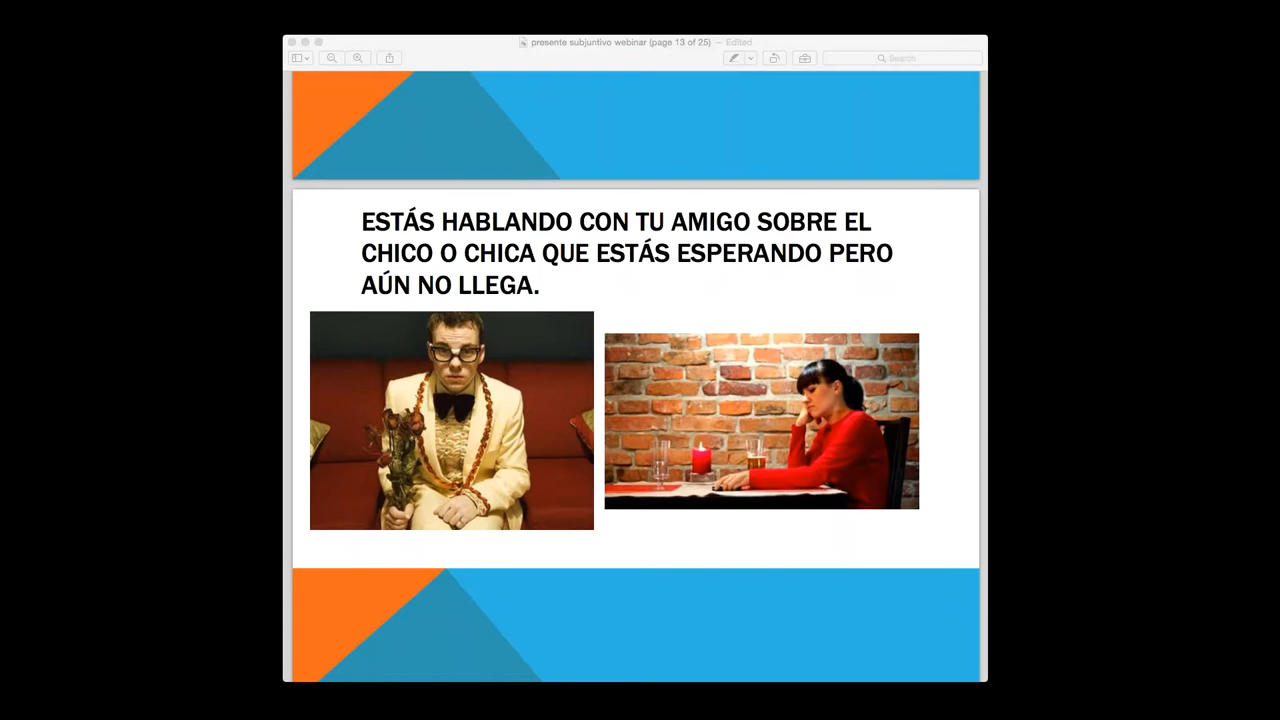 presente subjuntivo webinar (page 13 of 25) — Edited
Search
ESTÁS HABLANDO CON TU AMIGO SOBRE EL
CHICO O CHICA QUE ESTÁS ESPERANDO PERO
AÚN NO LLEGA.